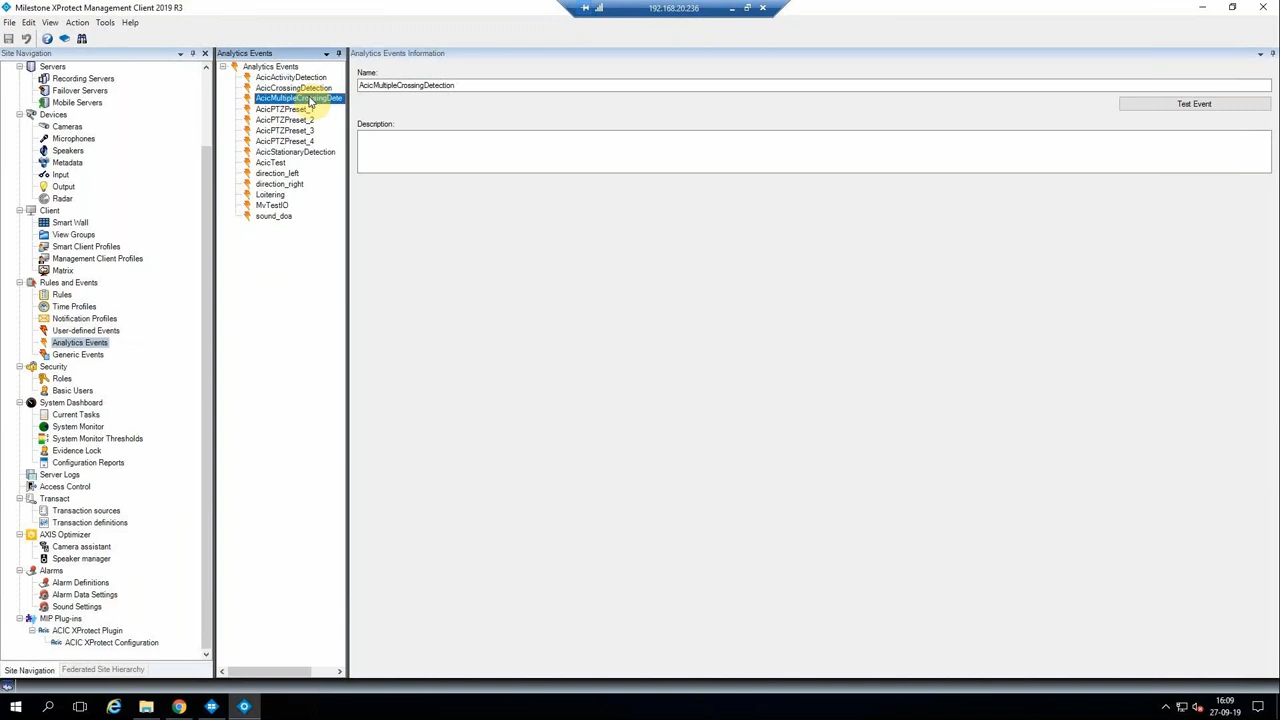 Milestone XProtect Management Client 2019 R3
192.168.20.236
File Edit View Action Tools Help
Site Navigation
Servers
Recording Servers
Failover Servers
Mobile Servers
Devices
Cameras
Microphones
Speakers
Metadata
Input
Output
Radar
Client
Smart Wall
View Groups
Smart Client Profiles
Management Client Profiles
Matrix
Rules and Events
Rules
Time Profiles
Notification Profiles
User-defined Events
Analytics Events
Generic Events
Security
Roles
Basic Users
System Dashboard
Current Tasks
System Monitor
System Monitor Thresholds
Evidence Lock
Configuration Reports
Server Logs
Access Control
Transact
Transaction sources
Transaction definitions
AXIS Optimizer
Camera assistant
Speaker manager
Alarms
Alarm Definitions
Alarm Data Settings
Sound Settings
MIP Plug-ins
Acic ACIC XProtect Plugin
Acic ACIC XProtect Configuration
Site Navigation Federated Site Hierarchy
Analytics Events
Analytics Events
AcicActivityDetection
AcicCrossingDetection
AcicMultipleCrossingDete
AcicPTZPreset_1
AcicPTZPreset_2
AcicPTZPreset_3
AcicPTZPreset_4
AcicStationaryDetection
AcicTest
direction_left
direction_right
Loitering
MvTestIO
sound_doa
Analytics Events Information
Name:
AcicMultipleCrossingDetection
Test Event
Description:
16:09
27-09-19